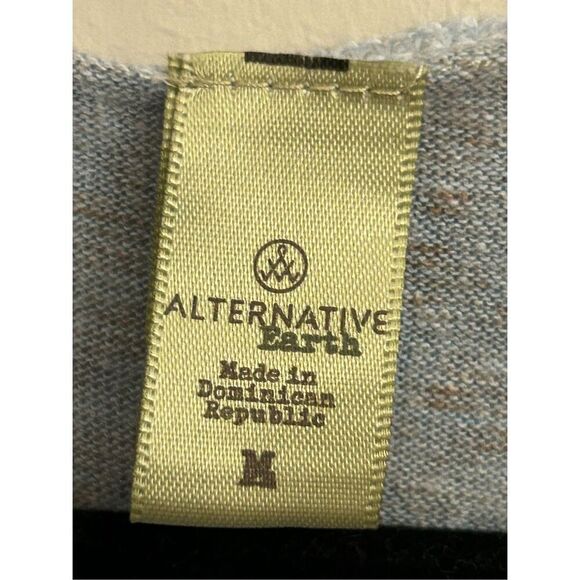 ALTERNATIVE
Earth
Made in
Dominican
Republic
M